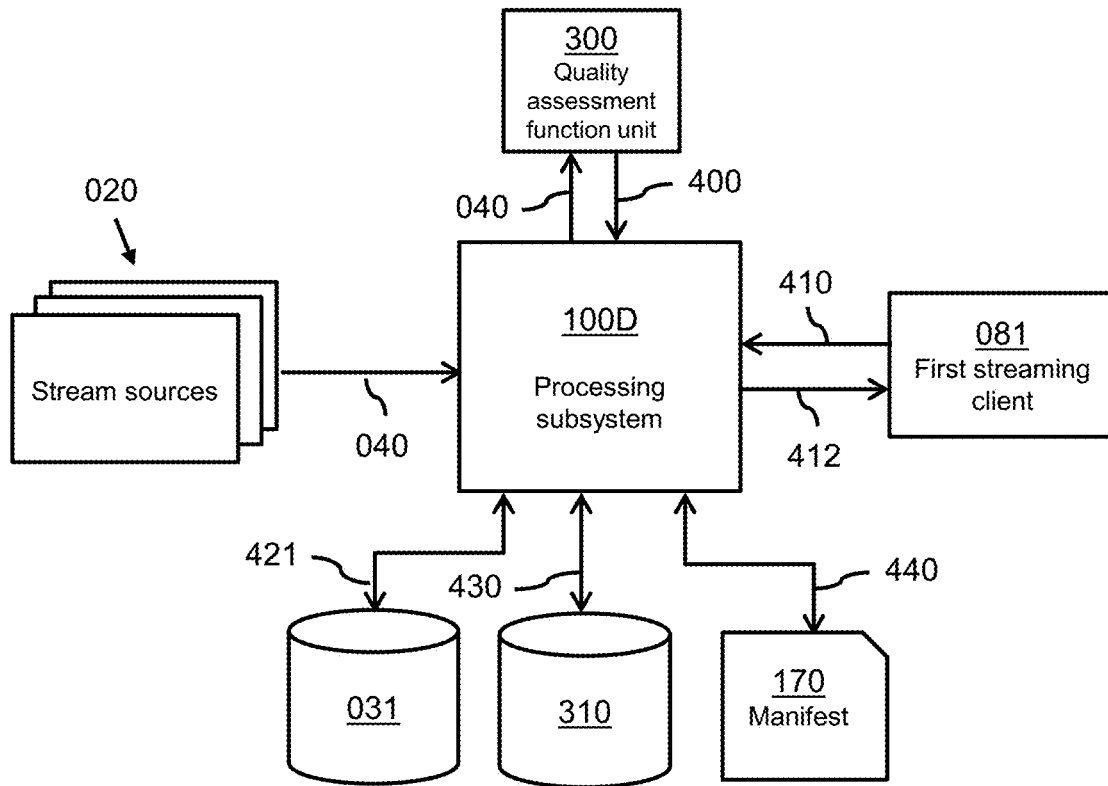 300
Quality
assessment
function unit
020
040
400
410
100D
081
Processing
subsystem
First streaming
client
Stream sources
040
412
421
430
440
031
310
170
Manifest